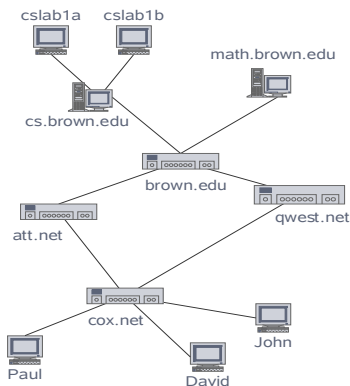 cslab1a
cslab1b
math.brown.edu
cs.brown.edu
brown.edu
att.net
qwest.net
cox.net
Paul
David
John